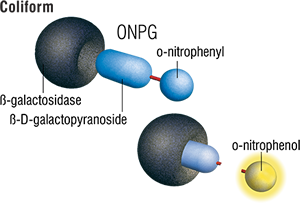 Coliform
ONPG
o-nitrophenyl
ß-galactosidase
ß-D-galactopyranoside
o-nitrophenol